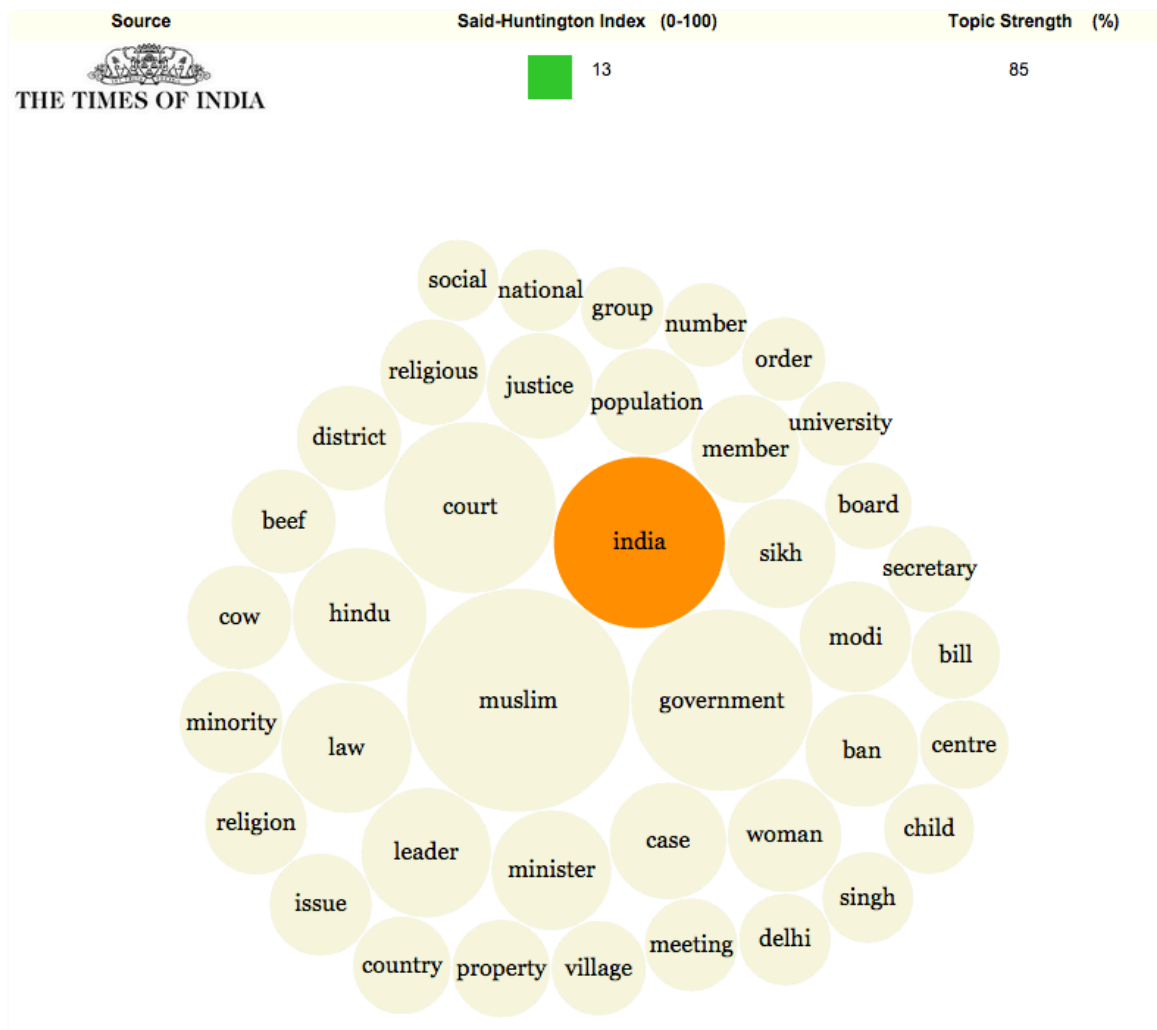 Source Said-Huntington Index (0-100) Topic Strength (%)
THE TIMES OF INDIA
13
85
social
national
group
number
order
religious
justice
population
university
member
district
court
board
beef
india
sikh
secretary
cow
hindu
modi
bill
muslim
government
minority
law
ban
centre
religion
leader
minister
case
woman
child
issue
singh
country
property
village
meeting
delhi